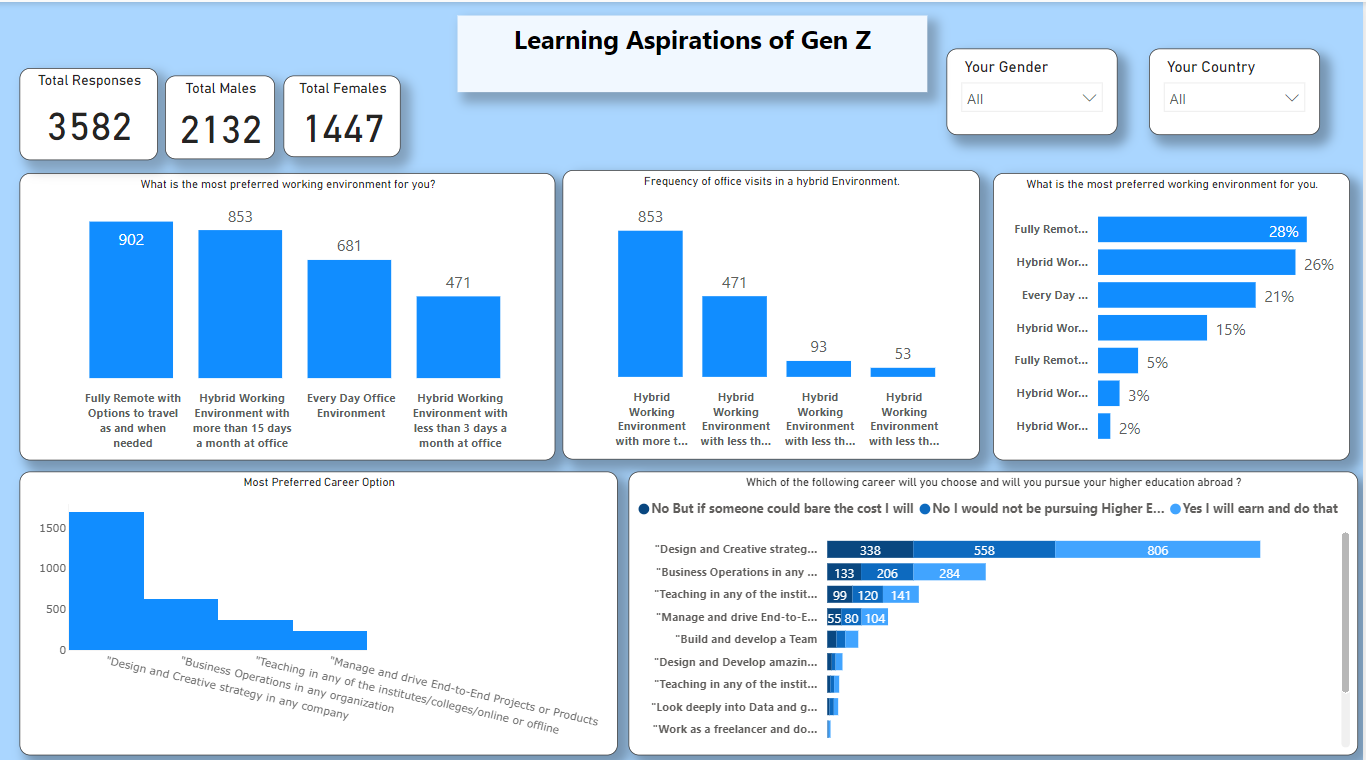 Learning Aspirations of Gen Z
Total Responses
3582
Total Males
2132
Total Females
1447
Your Gender
All
Your Country
All
What is the most preferred working environment for you?
902
853
681
471
Fully Remote with
Options to travel
as and when
needed
Hybrid Working
Environment with
more than 15 days
a month at office
Every Day Office
Environment
Hybrid Working
Environment with
less than 3 days a
month at office
Frequency of office visits in a hybrid Environment.
853
471
93
53
Hybrid
Working
Environment
with more t...
Hybrid
Working
Environment
with less th...
Hybrid
Working
Environment
with less th...
Hybrid
Working
Environment
with less th...
What is the most preferred working environment for you.
Fully Remot... 28%
Hybrid Wor... 26%
Every Day ... 21%
Hybrid Wor... 15%
Fully Remot... 5%
Hybrid Wor... 3%
Hybrid Wor... 2%
Most Preferred Career Option
1500
1000
500
0
"Design and Creative strategy in any company
"Business Operations in any organization
"Teaching in any of the institutes/colleges/online or offline
"Manage and drive End-to-End Projects or Products
Which of the following career will you choose and will you pursue your higher education abroad ?
No But if someone could bare the cost I will No I would not be pursuing Higher E... Yes I will earn and do that
"Design and Creative strateg... 338 558 806
"Business Operations in any ... 133 206 284
"Teaching in any of the instit... 99 120 141
"Manage and drive End-to-E... 55 80 104
"Build and develop a Team
"Design and Develop amazin...
"Teaching in any of the instit...
"Look deeply into Data and g...
"Work as a freelancer and do...